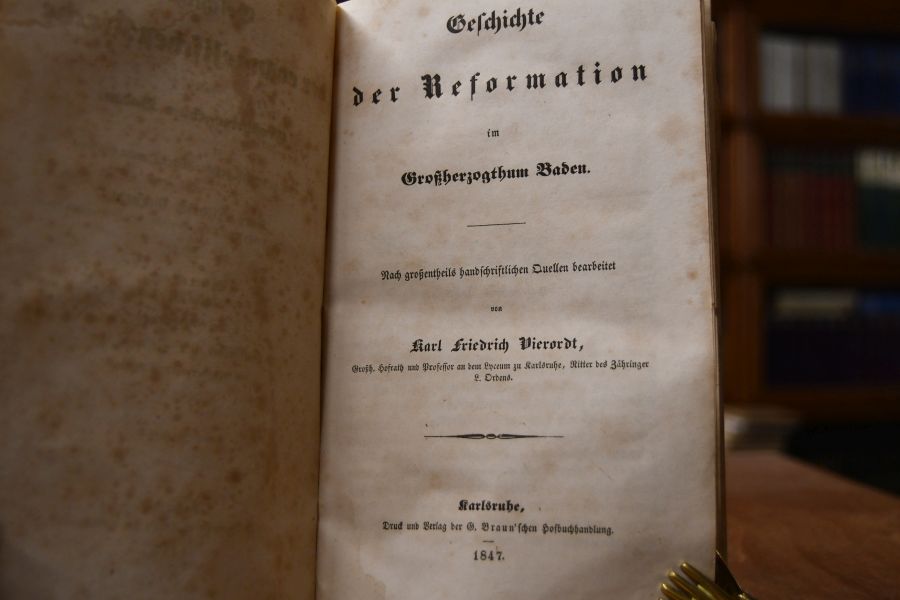 Geschichte
der Reformation
im
Großherzogthum Baden.
Nach großentheils handschriftlichen Quellen bearbeitet
von
Karl Friedrich Vierordt,
Großh. Hofrath und Professor an dem Lyceum zu Karlsruhe, Ritter des Zähringer
L. Ordens.
Karlsruhe,
Druck und Verlag der G. Braun'schen Hofbuchhandlung.
1847.